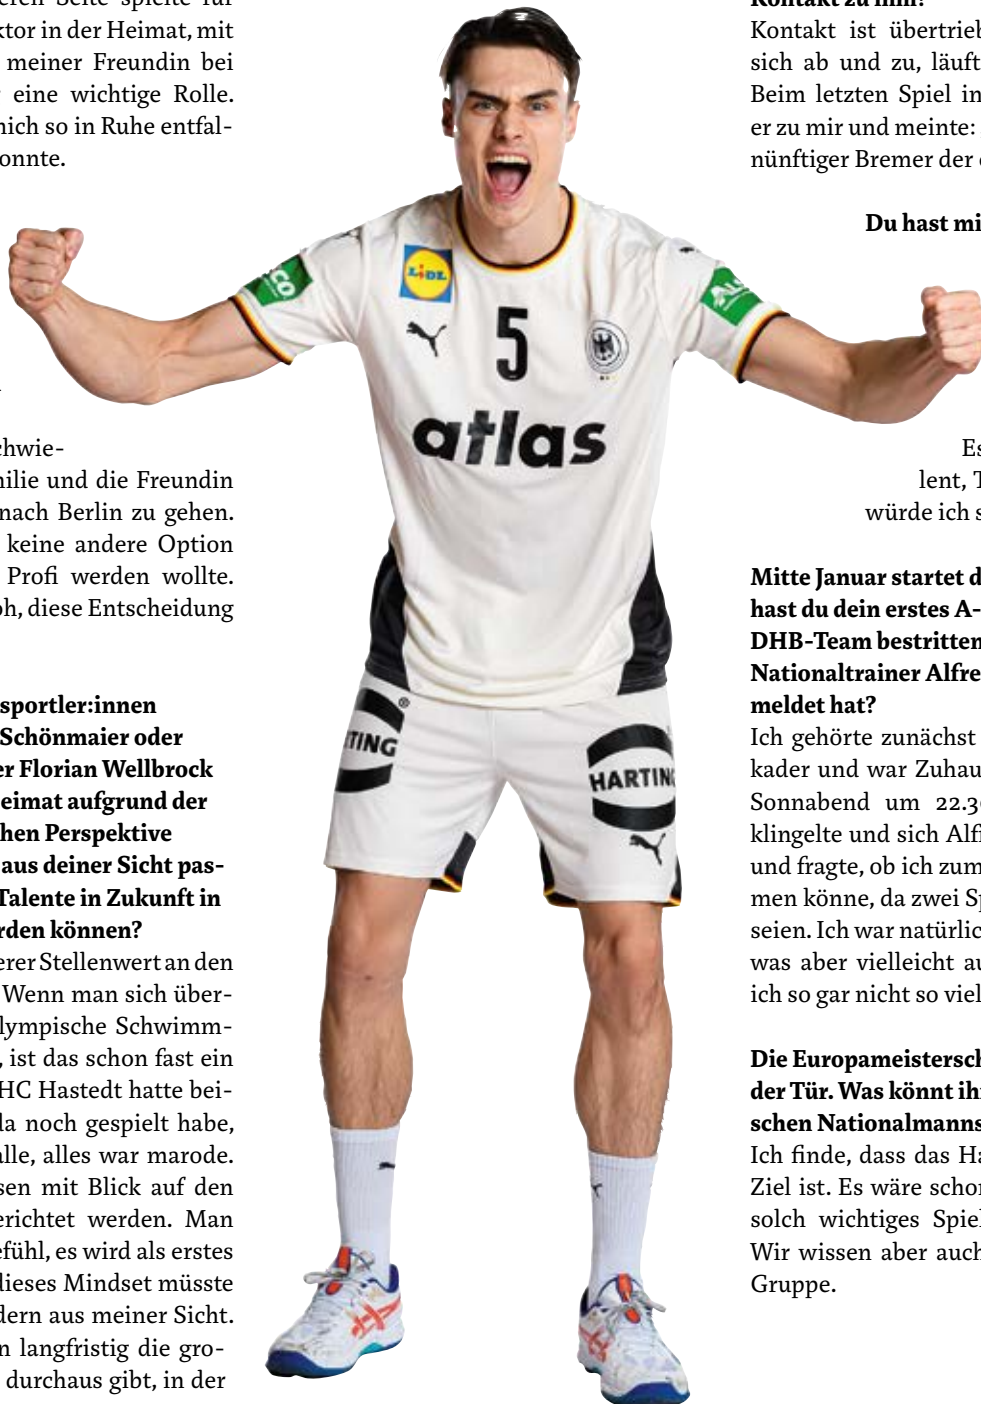 ktor in der Heimat, mit
meiner Freundin bei
eine wichtige Rolle.
nich so in Ruhe entfal-
onnte.
chwie-
nilie und die Freundin
nach Berlin zu gehen.
keine andere Option
Profi werden wollte.
oh, diese Entscheidung
sportler:innen
Schönmaier oder
er Florian Wellbrock
eimat aufgrund der
hen Perspektive
aus deiner Sicht pas-
Talente in Zukunft in
rden können?
erer Stellenwert an den
Wenn man sich über-
lympische Schwimm-
, ist das schon fast ein
HC Hastedt hatte bei-
da noch gespielt habe,
alle, alles war marode.
sen mit Blick auf den
erichtet werden. Man
efühl, es wird als erstes
dieses Mindset müsste
dern aus meiner Sicht.
n langfristig die gro-
durchaus gibt, in der
LiDL
5
atlas
TING
®
HARTING
Kontakt ist übertrieb
sich ab und zu, läuft
Beim letzten Spiel in
er zu mir und meinte:
nünftiger Bremer der
Du hast mi
Es
lent, T
würde ich s
Mitte Januar startet d
hast du dein erstes A-
DHB-Team bestritten
Nationaltrainer Alfre
meldet hat?
Ich gehörte zunächst
kader und war Zuhau
Sonnabend um 22.30
klingelte und sich Alfi
und fragte, ob ich zum
men könne, da zwei Sp
seien. Ich war natürlic
was aber vielleicht au
ich so gar nicht so viel
Die Europameistersch
der Tür. Was könnt ihr
schen Nationalmanns
Ich finde, dass das Ha
Ziel ist. Es wäre schon
solch wichtiges Spiel
Wir wissen aber auch
Gruppe.